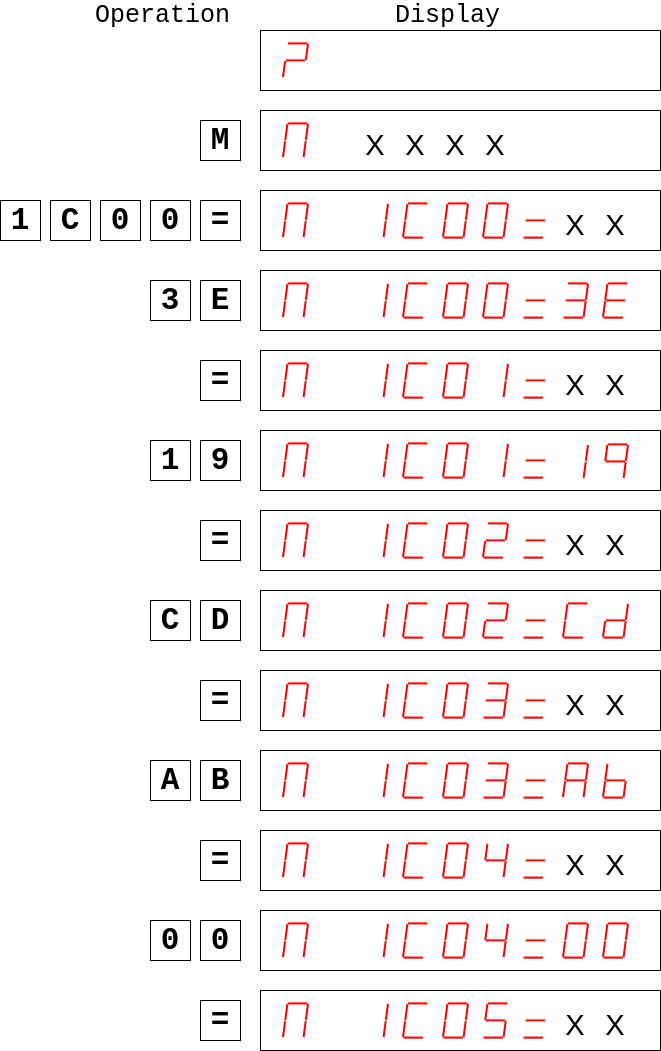 Operation Display
?
M M X X X X
1 C 0 0 = M 1C00= X X
3 E M 1C00=3E
= M 1C01= X X
1 9 M 1C01=19
= M 1C02= X X
C D M 1C02=Cd
= M 1C03= X X
A B M 1C03=Ab
= M 1C04= X X
0 0 M 1C04=00
= M 1C05= X X